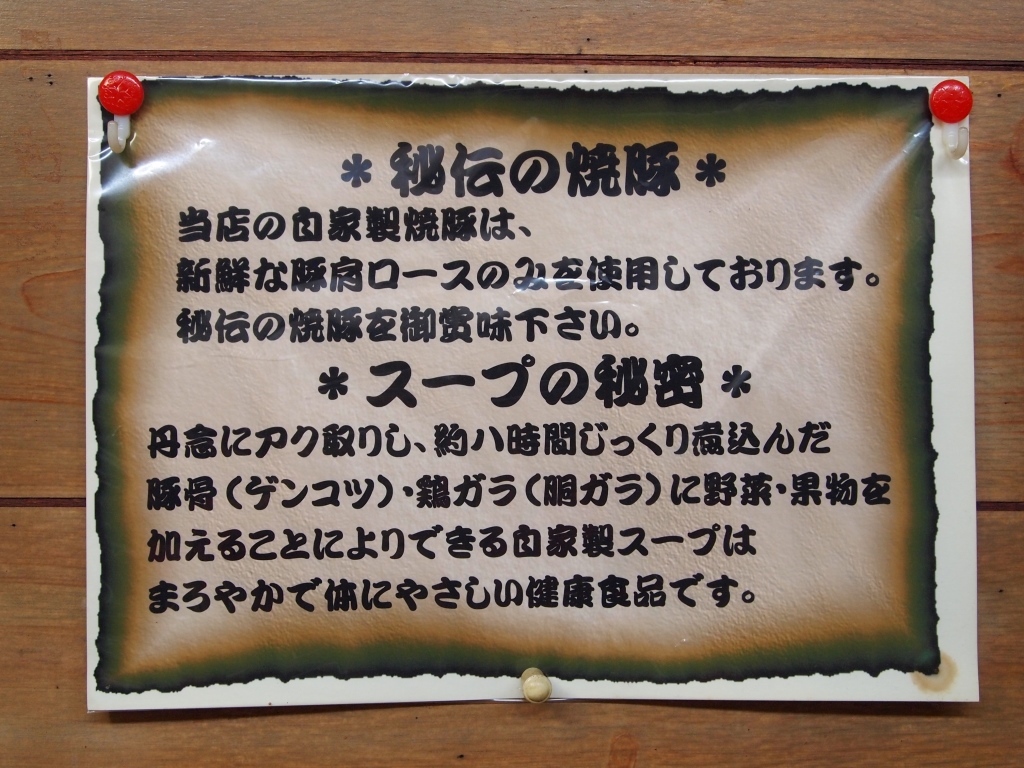 ＊秘伝の焼豚＊
当店の自家製焼豚は、
新鮮な豚肩ロースのみを使用しております。
秘伝の焼豚を御賞味下さい。
＊スープの秘密＊
丹念にアク取りし、約八時間じっくり煮込んだ
豚骨（ゲンコツ）・鶏ガラ（胴ガラ）に野菜・果物を
加えることによりできる自家製スープは
まろやかで体にやさしい健康食品です。